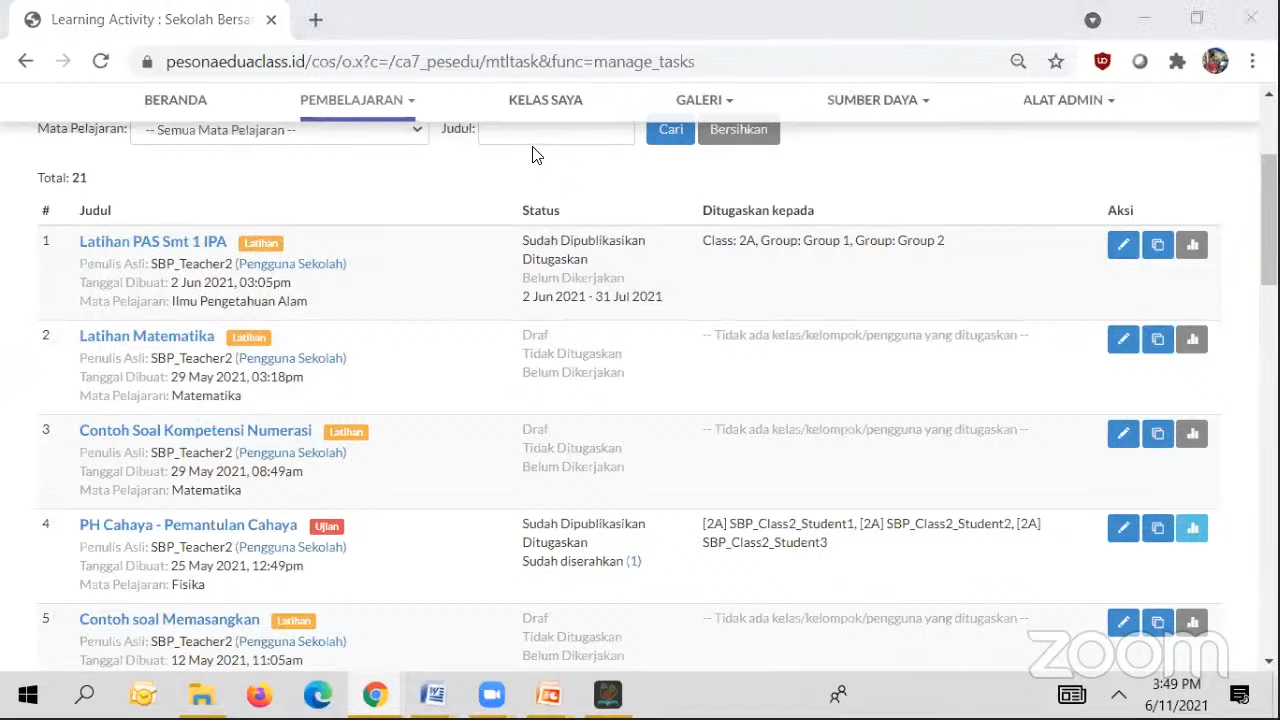 Learning Activity : Sekolah Bersa
pesonaeduaclass.id/cos/o.x?c=/ca7_pesedu/mtltask&func=manage_tasks
BERANDA PEMBELAJARAN KELAS SAYA GALERI SUMBER DAYA ALAT ADMIN
Mata Pelajaran: -- Semua Mata Pelajaran -- Judul: Cari Bersihkan
Total: 21
# Judul Status Ditugaskan kepada Aksi
1 Latihan PAS Smt 1 IPA Latihan Sudah Dipublikasikan Class: 2A, Group: Group 1, Group: Group 2
Penulis Asli: SBP_Teacher2 (Pengguna Sekolah) Ditugaskan
Tanggal Dibuat: 2 Jun 2021, 03:05pm Belum Dikerjakan
Mata Pelajaran: Ilmu Pengetahuan Alam 2 Jun 2021 - 31 Jul 2021
2 Latihan Matematika Latihan Draf -- Tidak ada kelas/kelompok/pengguna yang ditugaskan --
Penulis Asli: SBP_Teacher2 (Pengguna Sekolah) Tidak Ditugaskan
Tanggal Dibuat: 29 May 2021, 03:18pm Belum Dikerjakan
Mata Pelajaran: Matematika
3 Contoh Soal Kompetensi Numerasi Latihan Draf -- Tidak ada kelas/kelompok/pengguna yang ditugaskan --
Penulis Asli: SBP_Teacher2 (Pengguna Sekolah) Tidak Ditugaskan
Tanggal Dibuat: 29 May 2021, 08:49am Belum Dikerjakan
Mata Pelajaran: Matematika
4 PH Cahaya - Pemantulan Cahaya Ujian Sudah Dipublikasikan [2A] SBP_Class2_Student1, [2A] SBP_Class2_Student2, [2A]
Penulis Asli: SBP_Teacher2 (Pengguna Sekolah) Ditugaskan SBP_Class2_Student3
Tanggal Dibuat: 25 May 2021, 12:49pm Sudah diserahkan (1)
Mata Pelajaran: Fisika
5 Contoh soal Memasangkan Latihan Draf -- Tidak ada kelas/kelompok/pengguna yang ditugaskan --
Penulis Asli: SBP_Teacher2 (Pengguna Sekolah) Tidak Ditugaskan
Tanggal Dibuat: 12 May 2021, 11:05am Belum Dikerjakan
zoom
3:49 PM
6/11/2021